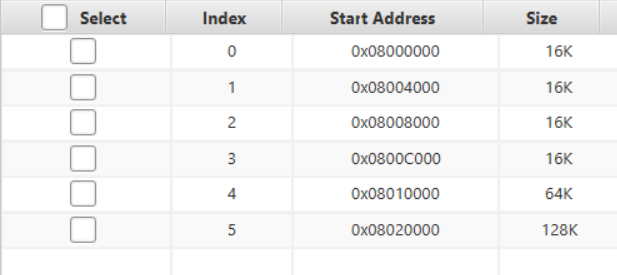 Select Index Start Address Size
0 0x08000000 16K
1 0x08004000 16K
2 0x08008000 16K
3 0x0800C000 16K
4 0x08010000 64K
5 0x08020000 128K